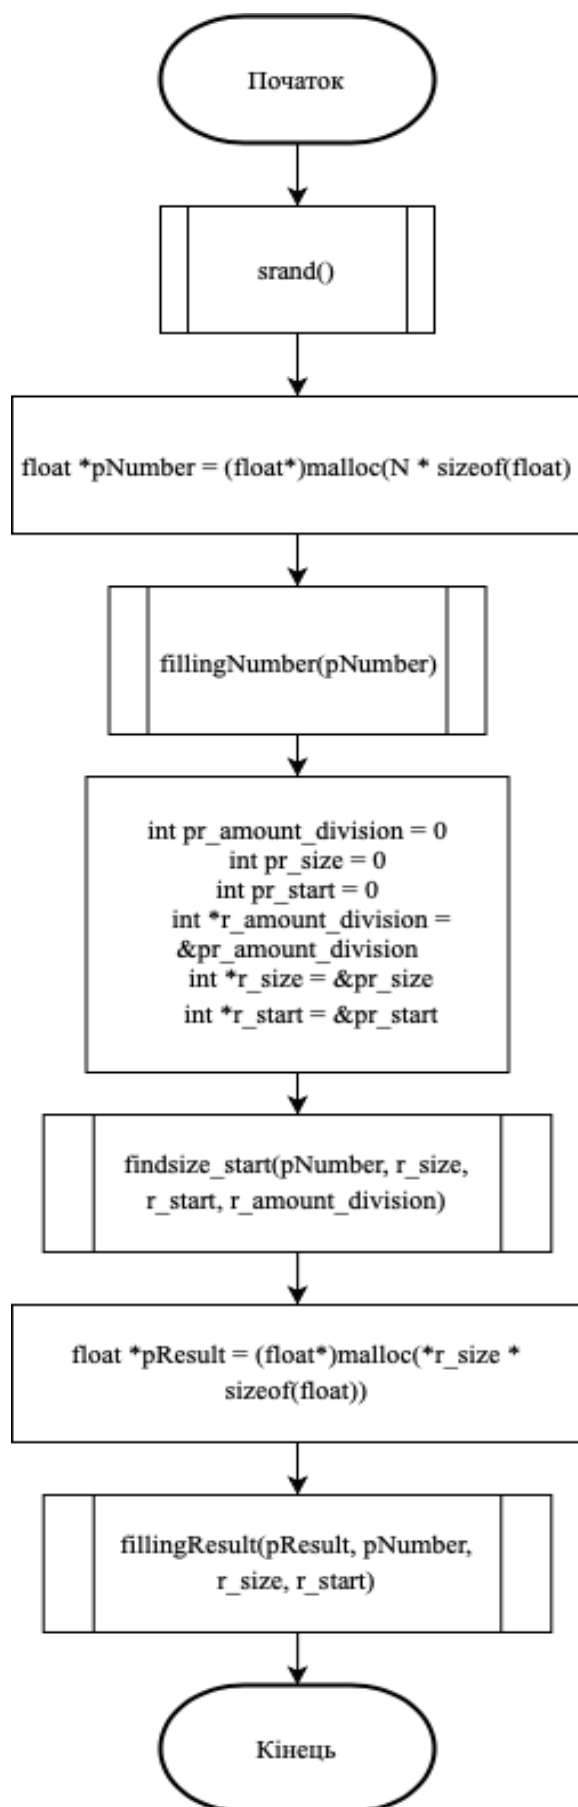 Початок
srand()
float *pNumber = (float*)malloc(N * sizeof(float)
fillingNumber(pNumber)
int pr_amount_division = 0
int pr_size = 0
int pr_start = 0
int *r_amount_division =
&pr_amount_division
int *r_size = &pr_size
int *r_start = &pr_start
findsize_start(pNumber, r_size,
r_start, r_amount_division)
float *pResult = (float*)malloc(*r_size *
sizeof(float))
fillingResult(pResult, pNumber,
r_size, r_start)
Кінець